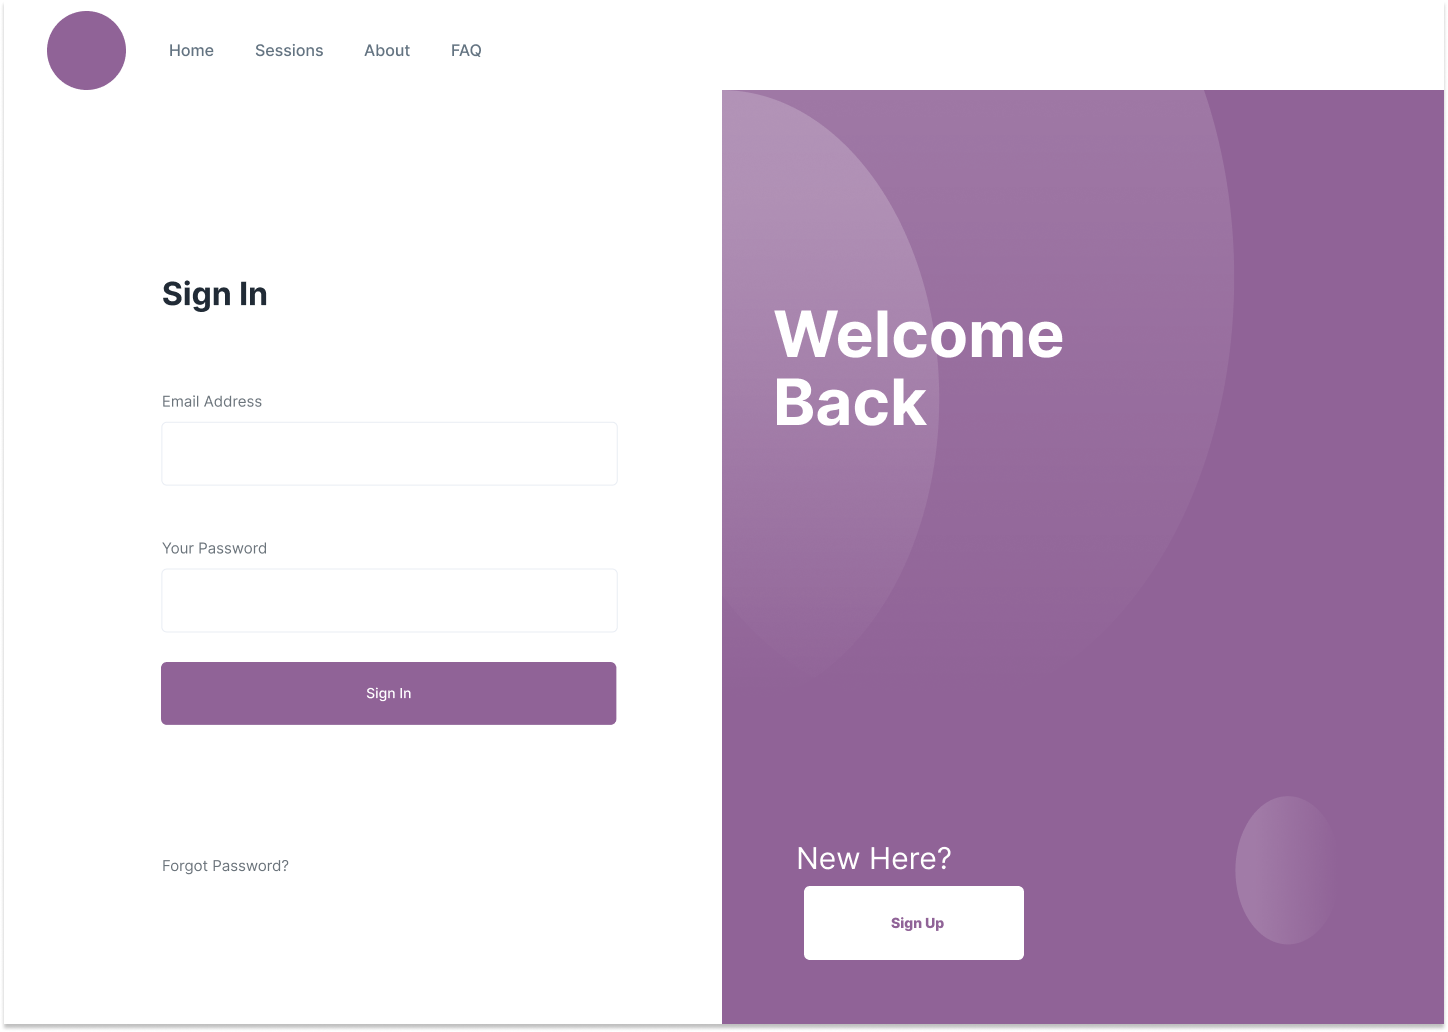 Home Sessions About FAQ
Sign In
Email Address
Your Password
Sign In
Forgot Password?
Welcome
Back
New Here?
Sign Up